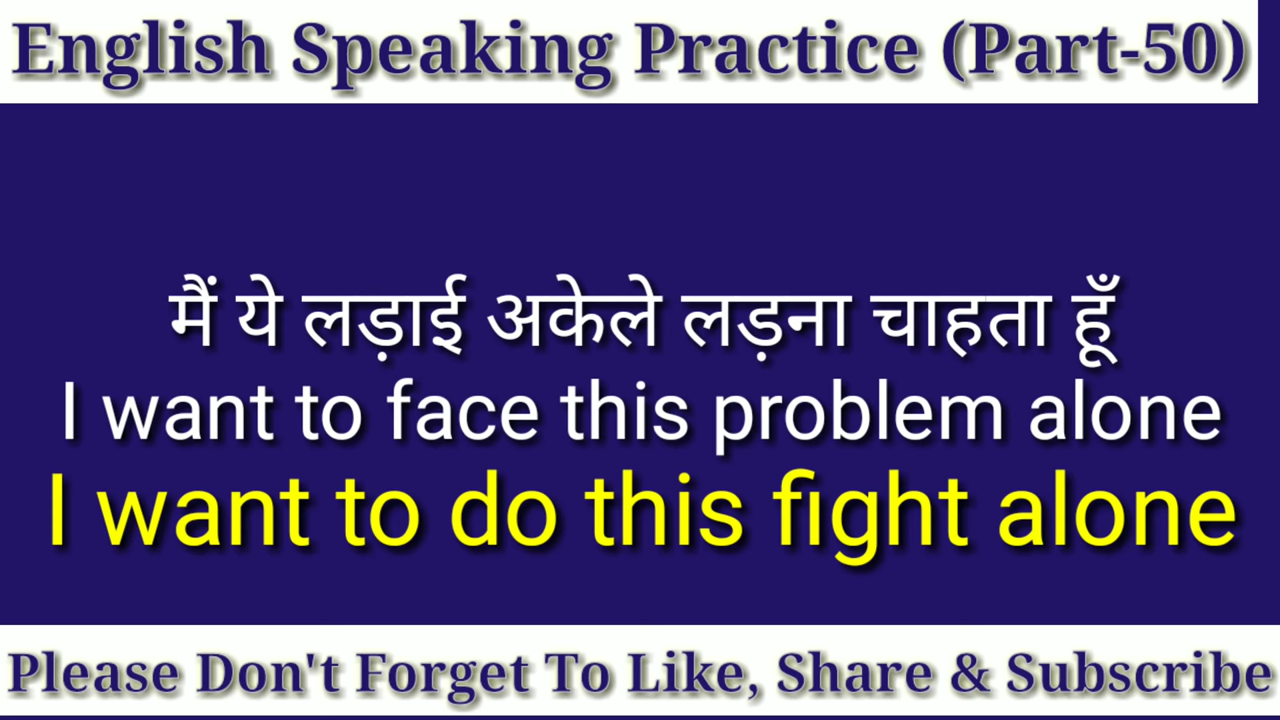 English Speaking Practice (Part-50)
मैं ये लड़ाई अकेले लड़ना चाहता हूँ
I want to face this problem alone
I want to do this fight alone
Please Don't Forget To Like, Share & Subscribe